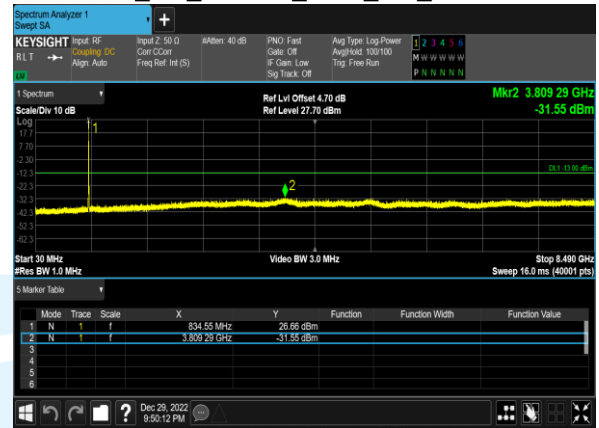 Spectrum Analyzer 1
Swept SA
+
KEYSIGHT
RLT
LW
Input: RF
Coupling: DC
Align: Auto
Input Z: 50 Ω
Corr CCorr
Freq Ref: Int (S)
#Atten: 40 dB
PNO: Fast
Gate: Off
IF Gain: Low
Sig Track: Off
Avg Type: Log-Power
Avg|Hold: 100/100
Trig: Free Run
1 2 3 4 5 6
M W W W W W
P N N N N N
1 Spectrum
Scale/Div 10 dB
Log
Ref Lvl Offset 4.70 dB
Ref Level 27.70 dBm
Mkr2 3.809 29 GHz
-31.55 dBm
17.7
7.70
-2.30
-12.3
-22.3
-32.3
-42.3
-52.3
-62.3
1
2
DL1 -13.00 dBm
Start 30 MHz
#Res BW 1.0 MHz
Video BW 3.0 MHz
Stop 8.490 GHz
Sweep 16.0 ms (40001 pts)
5 Marker Table
Mode Trace Scale X Y Function Function Width Function Value
1 N 1 f 834.55 MHz 26.66 dBm
2 N 1 f 3.809 29 GHz -31.55 dBm
3
4
5
6
?
Dec 29, 2022
9:50:12 PM